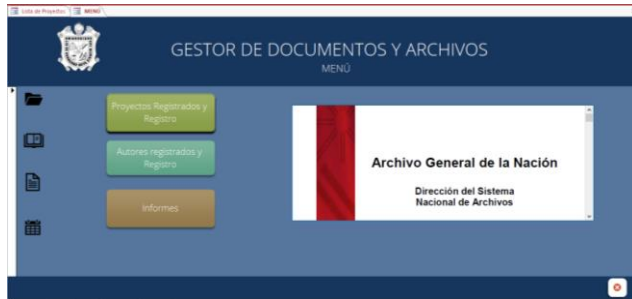 Lista de Proyectos
MENÚ
GESTOR DE DOCUMENTOS Y ARCHIVOS
MENÚ
Proyectos Registrados y
Registro
Autores registrados y
Registro
Informes
Archivo General de la Nación
Dirección del Sistema
Nacional de Archivos